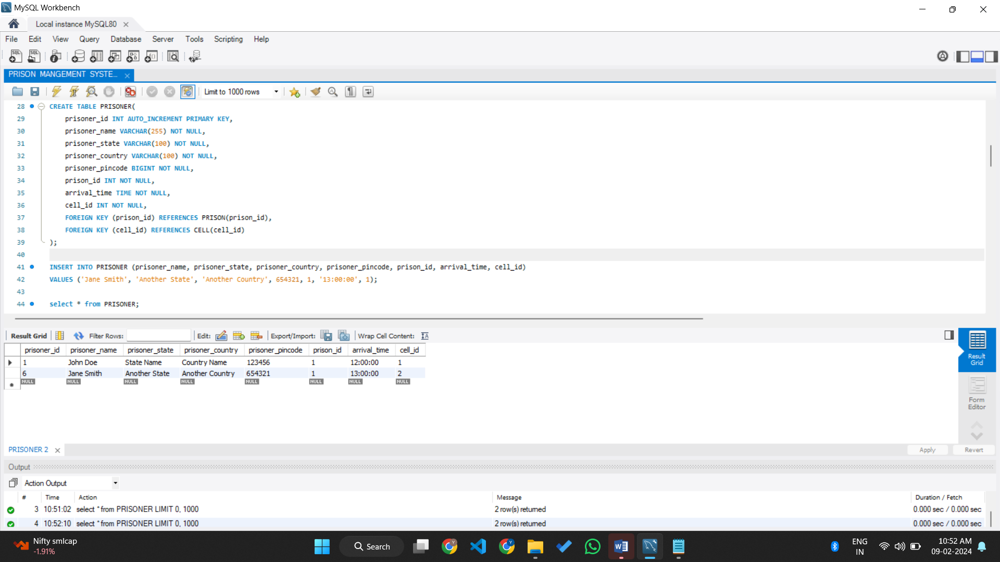 MySQL Workbench
Local instance MySQL80
File Edit View Query Database Server Tools Scripting Help
PRISON MANGEMENT SYSTE...
Limit to 1000 rows
28 CREATE TABLE PRISONER(
29 prisoner_id INT AUTO_INCREMENT PRIMARY KEY,
30 prisoner_name VARCHAR(255) NOT NULL,
31 prisoner_state VARCHAR(100) NOT NULL,
32 prisoner_country VARCHAR(100) NOT NULL,
33 prisoner_pincode BIGINT NOT NULL,
34 prison_id INT NOT NULL,
35 arrival_time TIME NOT NULL,
36 cell_id INT NOT NULL,
37 FOREIGN KEY (prison_id) REFERENCES PRISON(prison_id),
38 FOREIGN KEY (cell_id) REFERENCES CELL(cell_id)
39 );
40
41 INSERT INTO PRISONER (prisoner_name, prisoner_state, prisoner_country, prisoner_pincode, prison_id, arrival_time, cell_id)
42 VALUES ('Jane Smith', 'Another State', 'Another Country', 654321, 1, '13:00:00', 1);
43
44 select * from PRISONER;
Result Grid Filter Rows: Edit: Export/Import: Wrap Cell Content:
prisoner_id prisoner_name prisoner_state prisoner_country prisoner_pincode prison_id arrival_time cell_id
1 John Doe State Name Country Name 123456 1 12:00:00 1
6 Jane Smith Another State Another Country 654321 1 13:00:00 2
NULL NULL NULL NULL NULL NULL NULL NULL
Result
Grid
Form
Editor
PRISONER 2
Apply Revert
Output
Action Output
# Time Action Message Duration / Fetch
3 10:51:02 select * from PRISONER LIMIT 0, 1000 2 row(s) returned 0.000 sec / 0.000 sec
4 10:52:10 select * from PRISONER LIMIT 0, 1000 2 row(s) returned 0.000 sec / 0.000 sec
Nifty smlcap
-1.91%
Search
ENG
IN
10:52 AM
09-02-2024